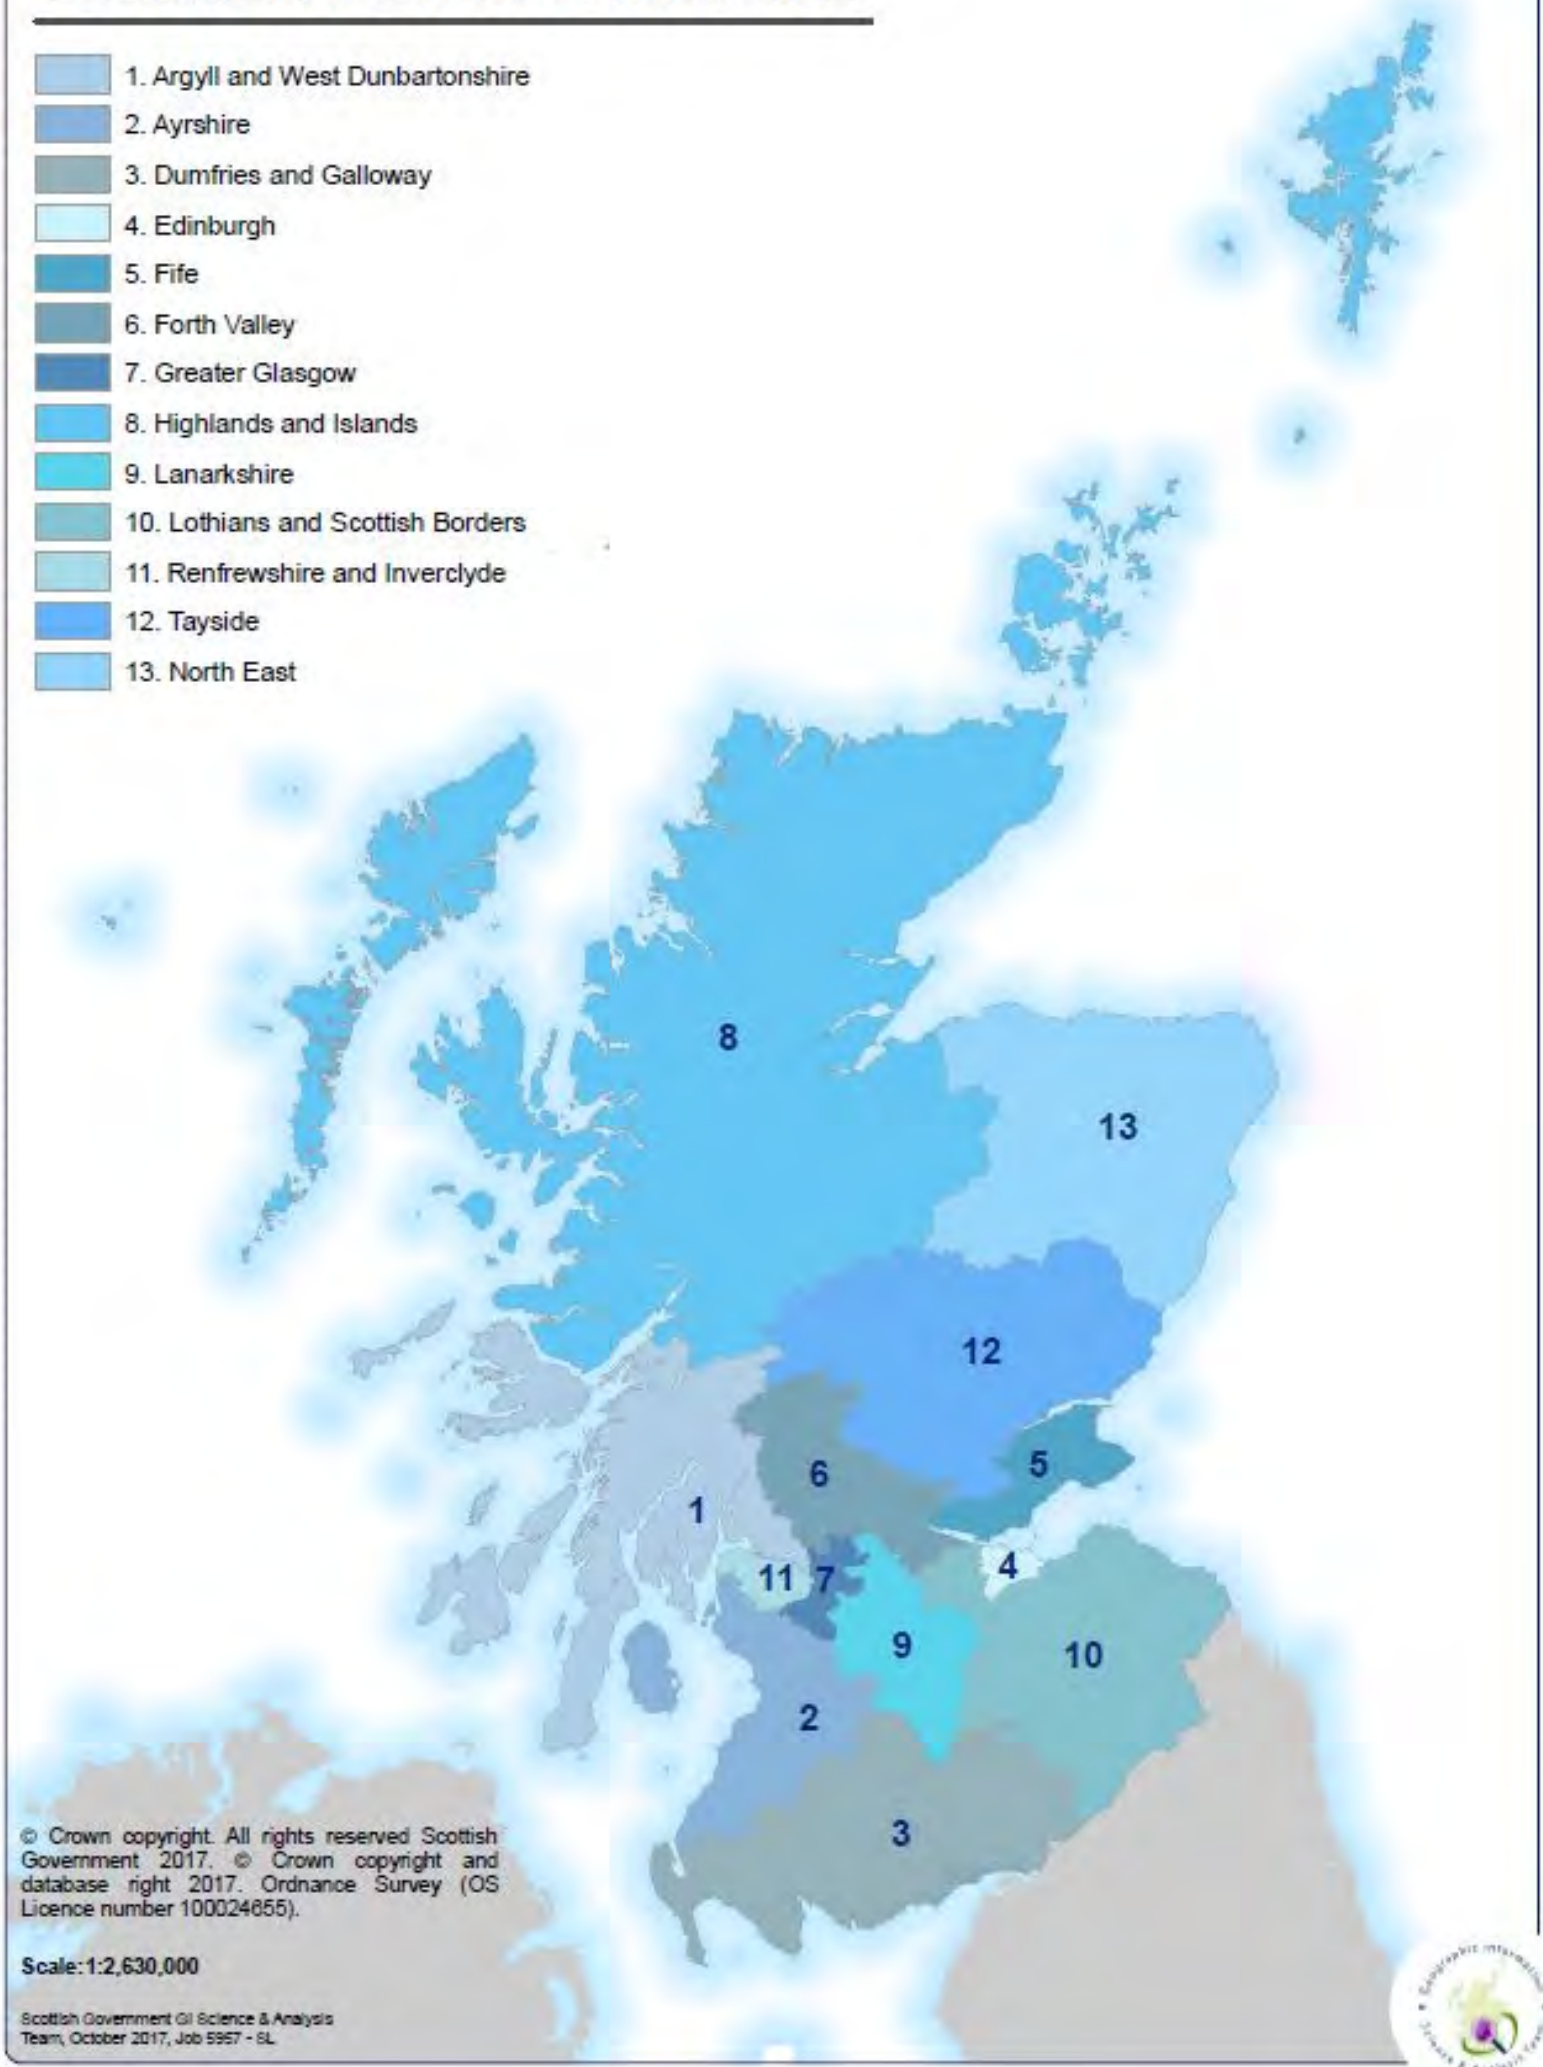 1. Argyll and West Dunbartonshire
2. Ayrshire
3. Dumfries and Galloway
4. Edinburgh
5. Fife
6. Forth Valley
7. Greater Glasgow
8. Highlands and Islands
9. Lanarkshire
10. Lothians and Scottish Borders
11. Renfrewshire and Inverclyde
12. Tayside
13. North East
8
13
12
5
6
1
4
11
7
9
10
2
3
© Crown copyright. All rights reserved Scottish
Government 2017. © Crown copyright and
database right 2017. Ordnance Survey (OS
Licence number 100024655).
Scale:1:2,630,000
Scottish Government GI Science & Analysis
Team, October 2017, Job 5957 - SL